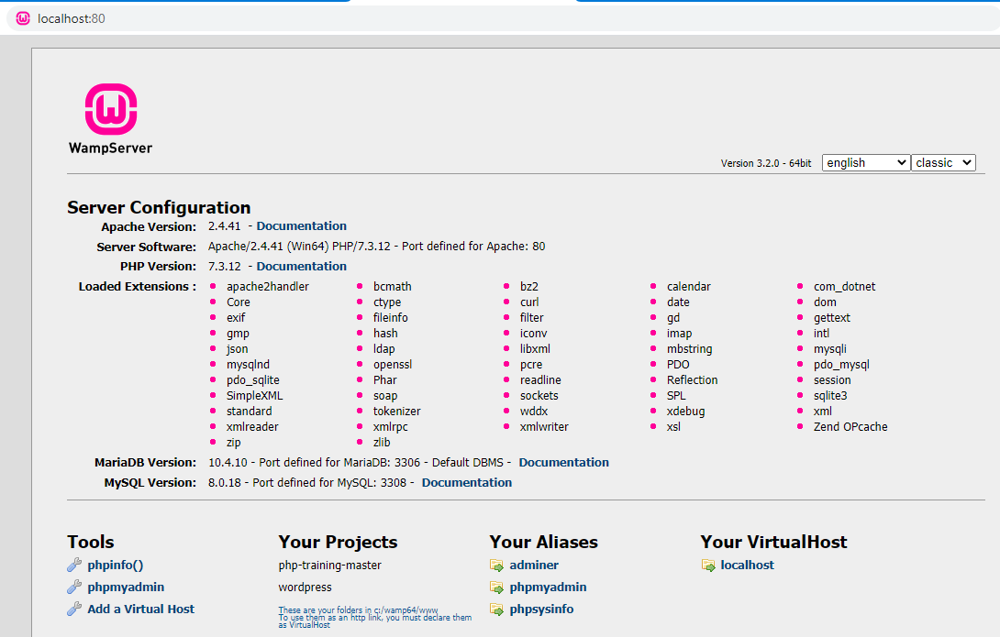 localhost:80
WampServer
Version 3.2.0 - 64bit english classic
Server Configuration
Apache Version: 2.4.41 - Documentation
Server Software: Apache/2.4.41 (Win64) PHP/7.3.12 - Port defined for Apache: 80
PHP Version: 7.3.12 - Documentation
Loaded Extensions : apache2handler bcmath bz2 calendar com_dotnet
Core ctype curl date dom
exif fileinfo filter gd gettext
gmp hash iconv imap intl
json ldap libxml mbstring mysqli
mysqlnd openssl pcre PDO pdo_mysql
pdo_sqlite Phar readline Reflection session
SimpleXML soap sockets SPL sqlite3
standard tokenizer wddx xdebug xml
xmlreader xmlrpc xmlwriter xsl Zend OPcache
zip zlib
MariaDB Version: 10.4.10 - Port defined for MariaDB: 3306 - Default DBMS - Documentation
MySQL Version: 8.0.18 - Port defined for MySQL: 3308 - Documentation
Tools
phpinfo()
phpmyadmin
Add a Virtual Host
Your Projects
php-training-master
wordpress
These are your folders in c:/wamp64/www
To use them as an http link, you must declare them
as VirtualHost
Your Aliases
adminer
phpmyadmin
phpsysinfo
Your VirtualHost
localhost